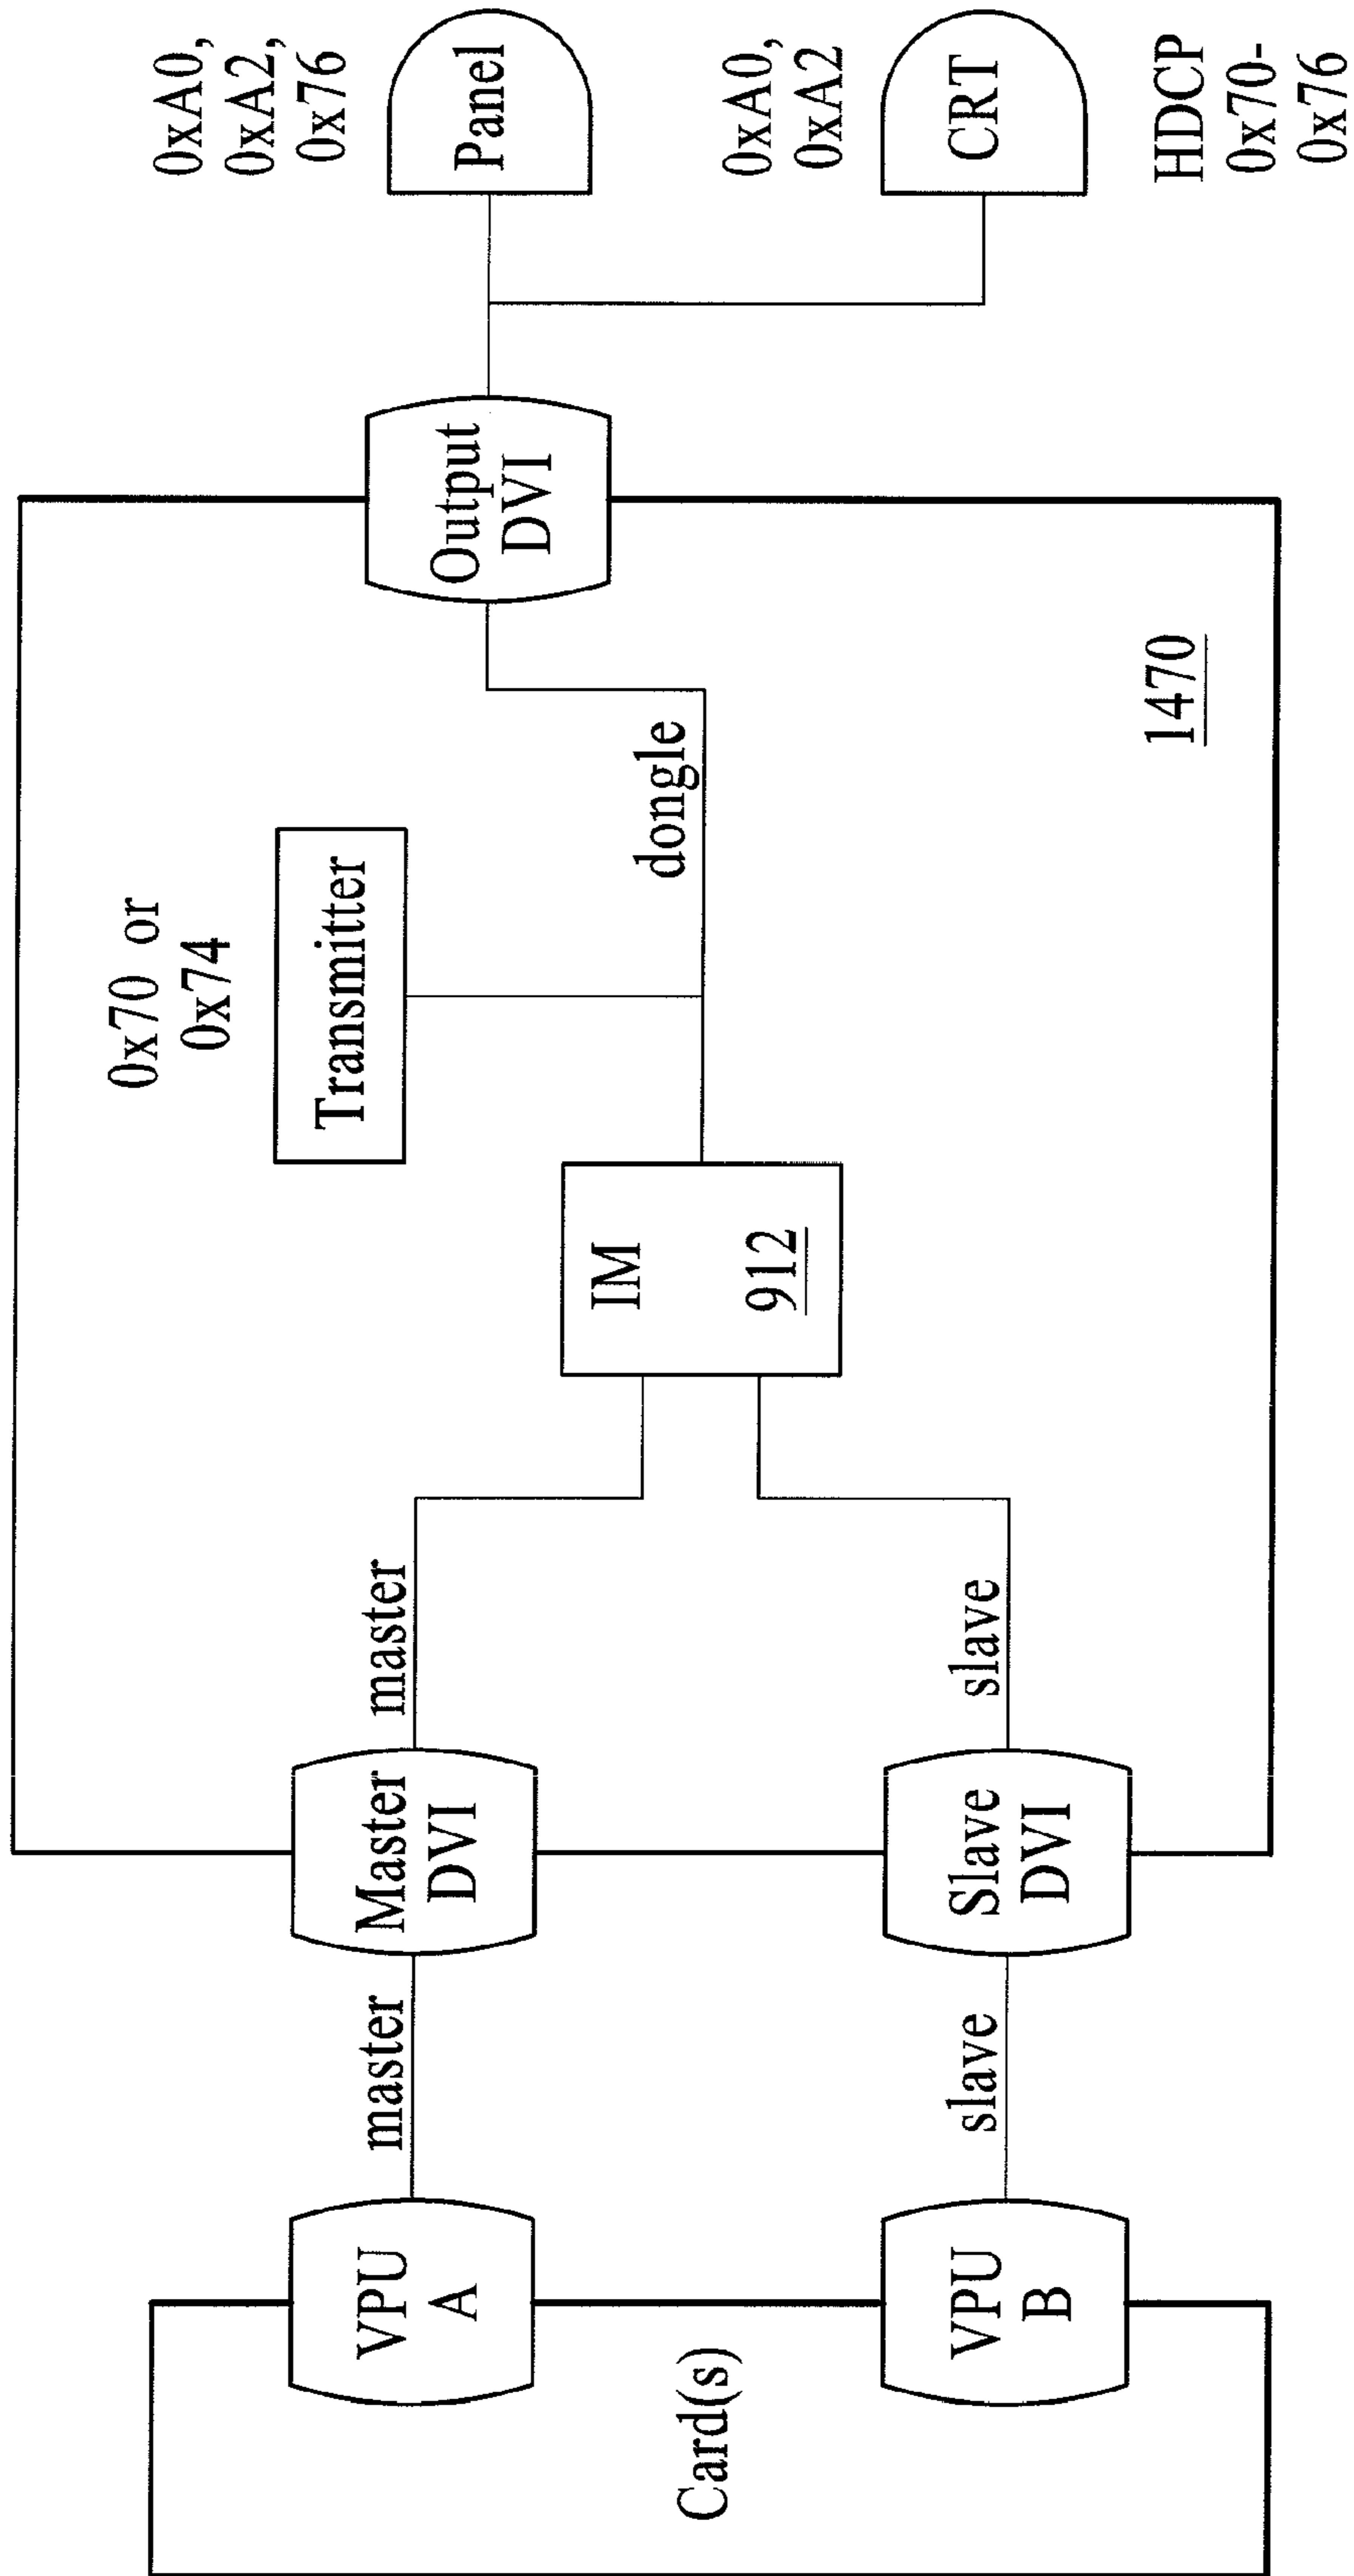 Card(s)
VPU
A
VPU
B
master
slave
Master
DVI
Slave
DVI
master
slave
IM
912
0x70 or
0x74
Transmitter
dongle
1470
Output
DVI
0xA0,
0xA2,
0x76
Panel
0xA0,
0xA2
CRT
HDCP
0x70-
0x76